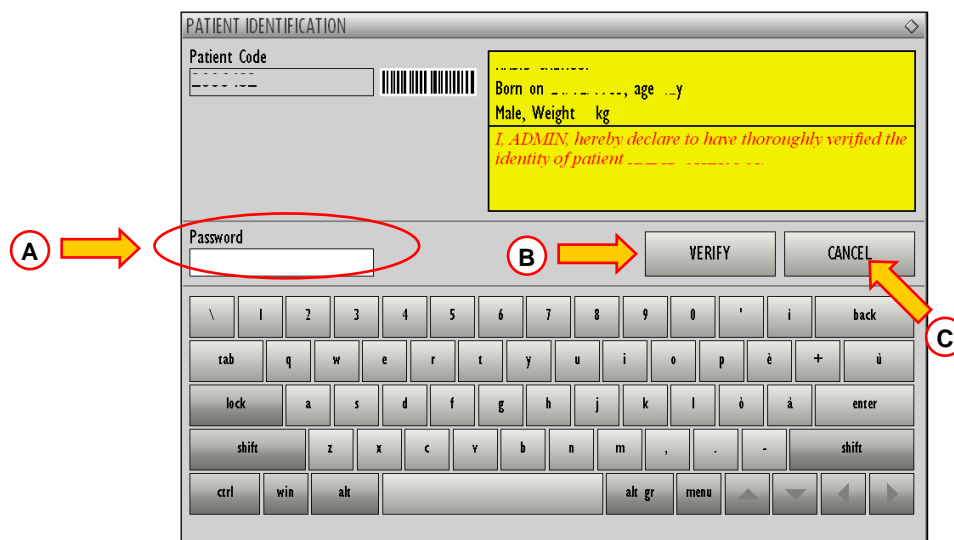 PATIENT IDENTIFICATION
Patient Code
Born on , age y
Male, Weight kg
I, ADMIN, hereby declare to have thoroughly verified the
identity of patient
A
Password
B
VERIFY
CANCEL
C
\ 1 2 3 4 5 6 7 8 9 0 ' i back
tab q w e r t y u i o p è + ù
lock a s d f g h j k l ò à enter
shift z x c v b n m , . - shift
ctrl win alt alt gr menu